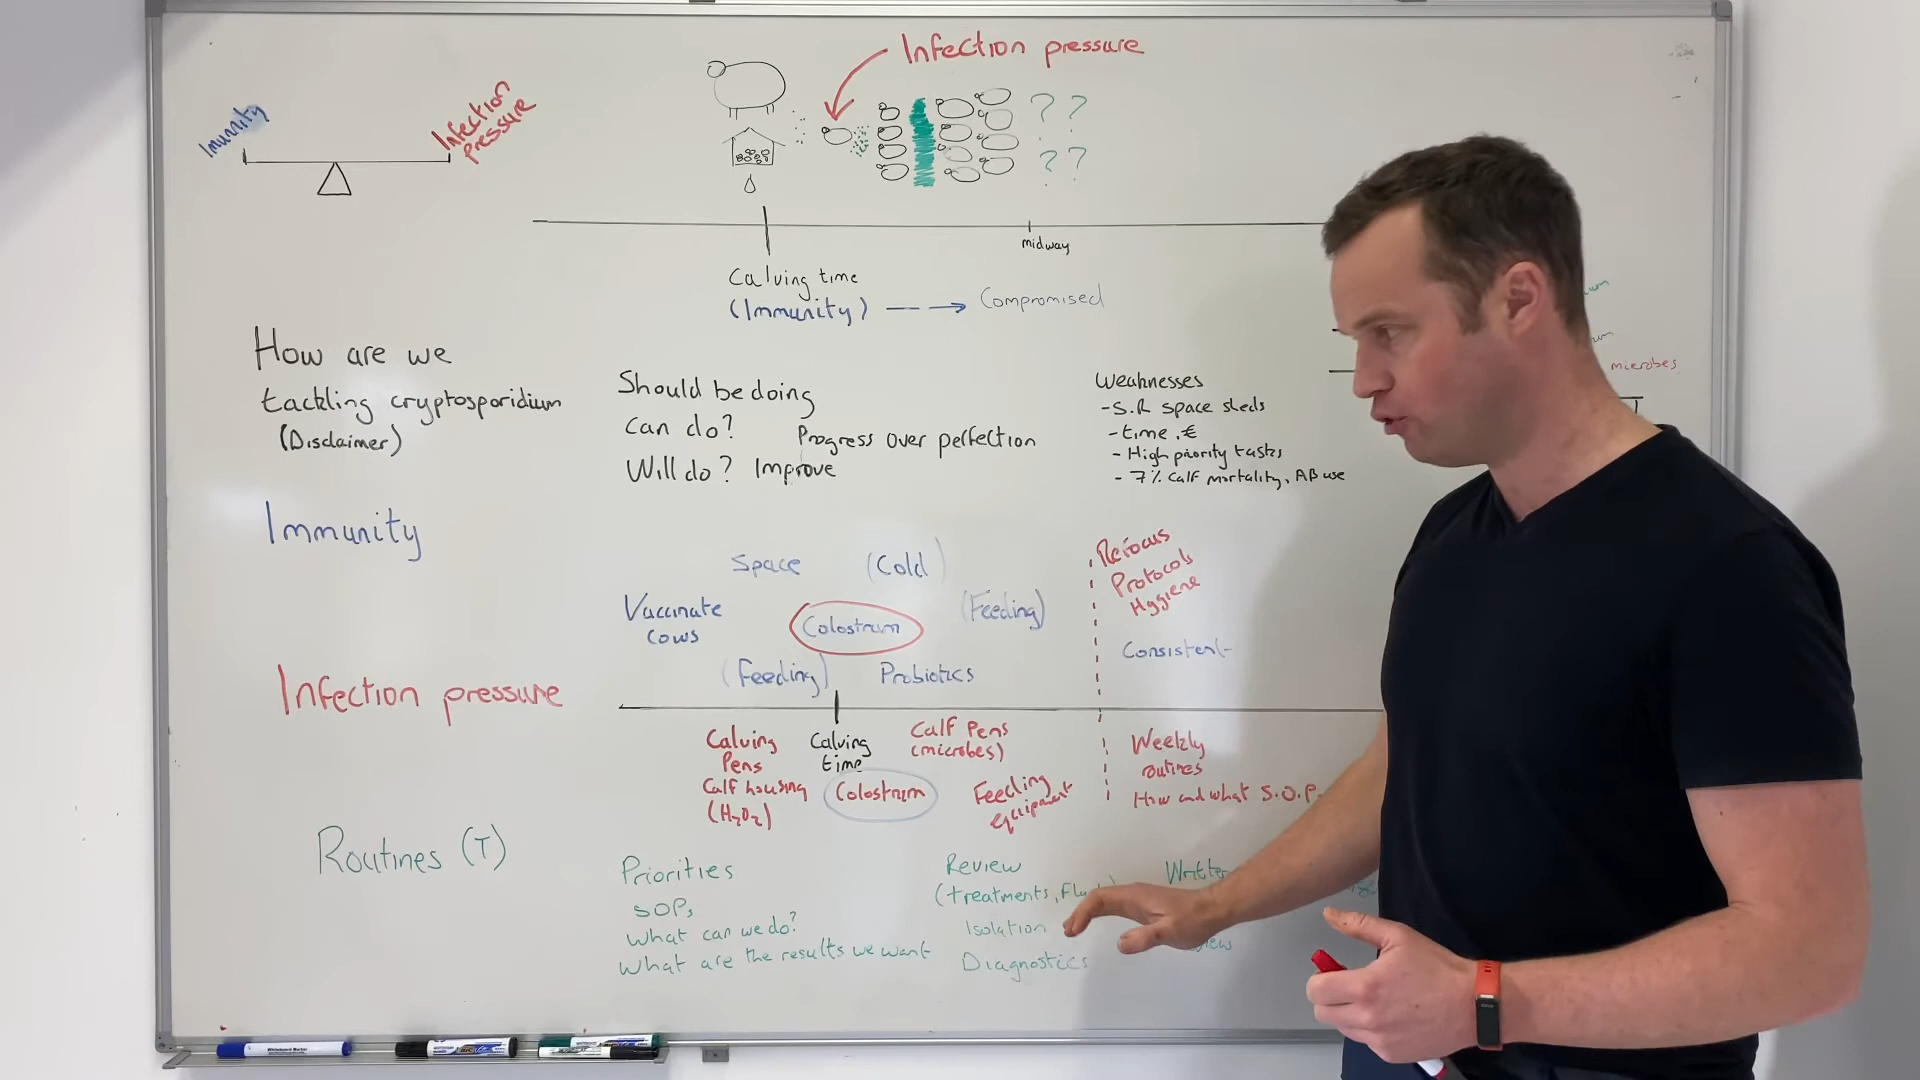 Infection pressure
Imunnity
Infection
pressure
? ?
? ?
midway
Calving time
(Immunity) → Compromised
How are we
tackling cryptosporidium
(Disclaimer)
Should be doing
Can do?
Progress over perfection
Will do? Improve
Weaknesses
-S.R space sheds
-time, €
- High priority tasks
- 7% Calf mortality, AB use
microbes
Immunity
Space
(Cold)
Vaccinate
cows
Colostrum
(Feeding)
(Feeding)
Probiotics
Refocus
Protocols
Hygiene
Consistent
Infection pressure
Calving
Pens
Calving
time
Calf Pens
(microbes)
Calf housing
(H2O2)
Colostrum
Feeding
equipment
Weekly
routines
How and what S.O.P.
Routines (T)
Priorities
SOPs
What can we do?
What are the results we want
Review
(treatments,
Isolation
Diagnostics